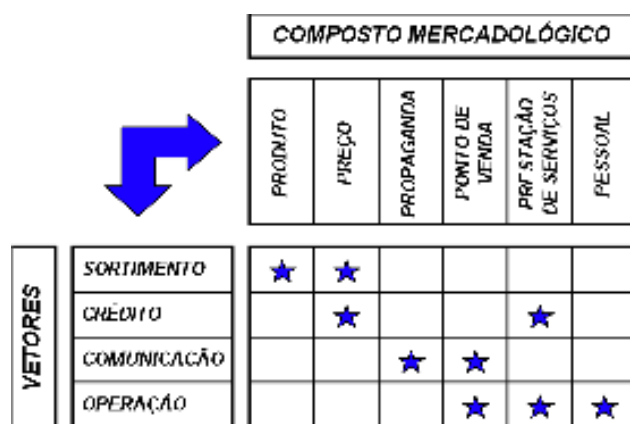 COMPOSTO MERCADOLÓGICO
PRODUTO
PREÇO
PROPAGANDA
PONTO DE
VENDA
PRESTAÇÃO
DE SERVIÇOS
PESSOAL
VETORES
SORTIMENTO
CRÉDITO
COMUNICAÇÃO
OPERAÇÃO